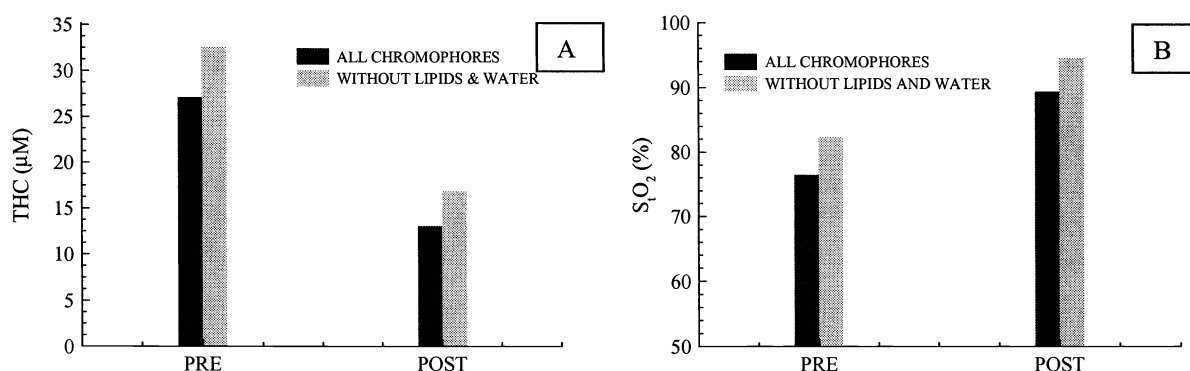 A
THC (µM)
35
30
25
20
15
10
5
0
ALL CHROMOPHORES
WITHOUT LIPIDS & WATER
PRE POST
B
StO2 (%)
100
90
80
70
60
50
ALL CHROMOPHORES
WITHOUT LIPIDS AND WATER
PRE POST